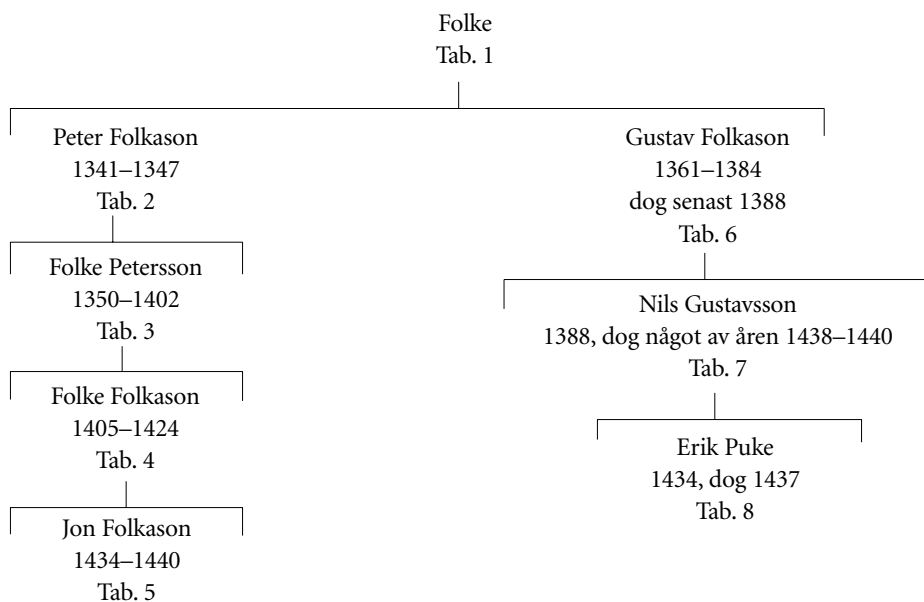 Folke
Tab. 1
Peter Folkason
1341–1347
Tab. 2
Folke Petersson
1350–1402
Tab. 3
Folke Folkason
1405–1424
Tab. 4
Jon Folkason
1434–1440
Tab. 5
Gustav Folkason
1361–1384
dog senast 1388
Tab. 6
Nils Gustavsson
1388, dog något av åren 1438–1440
Tab. 7
Erik Puke
1434, dog 1437
Tab. 8